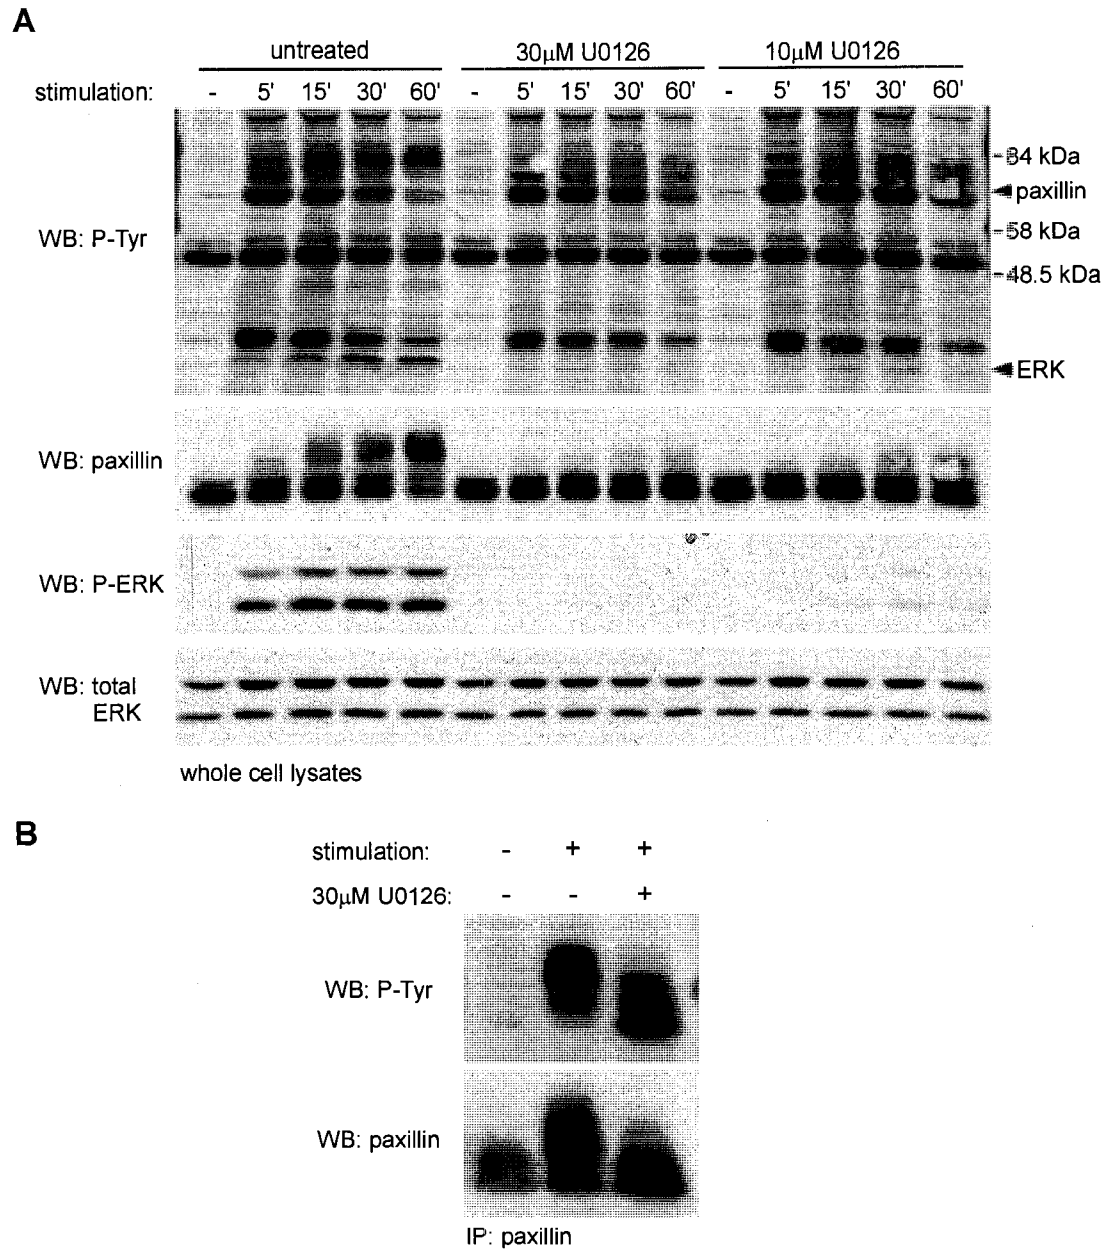 A
untreated 30μM U0126 10μM U0126
stimulation: - 5' 15' 30' 60' - 5' 15' 30' 60' - 5' 15' 30' 60'
84 kDa
paxillin
WB: P-Tyr
58 kDa
48.5 kDa
ERK
WB: paxillin
WB: P-ERK
WB: total
ERK
whole cell lysates
B
stimulation: - + +
30μM U0126: - - +
WB: P-Tyr
WB: paxillin
IP: paxillin